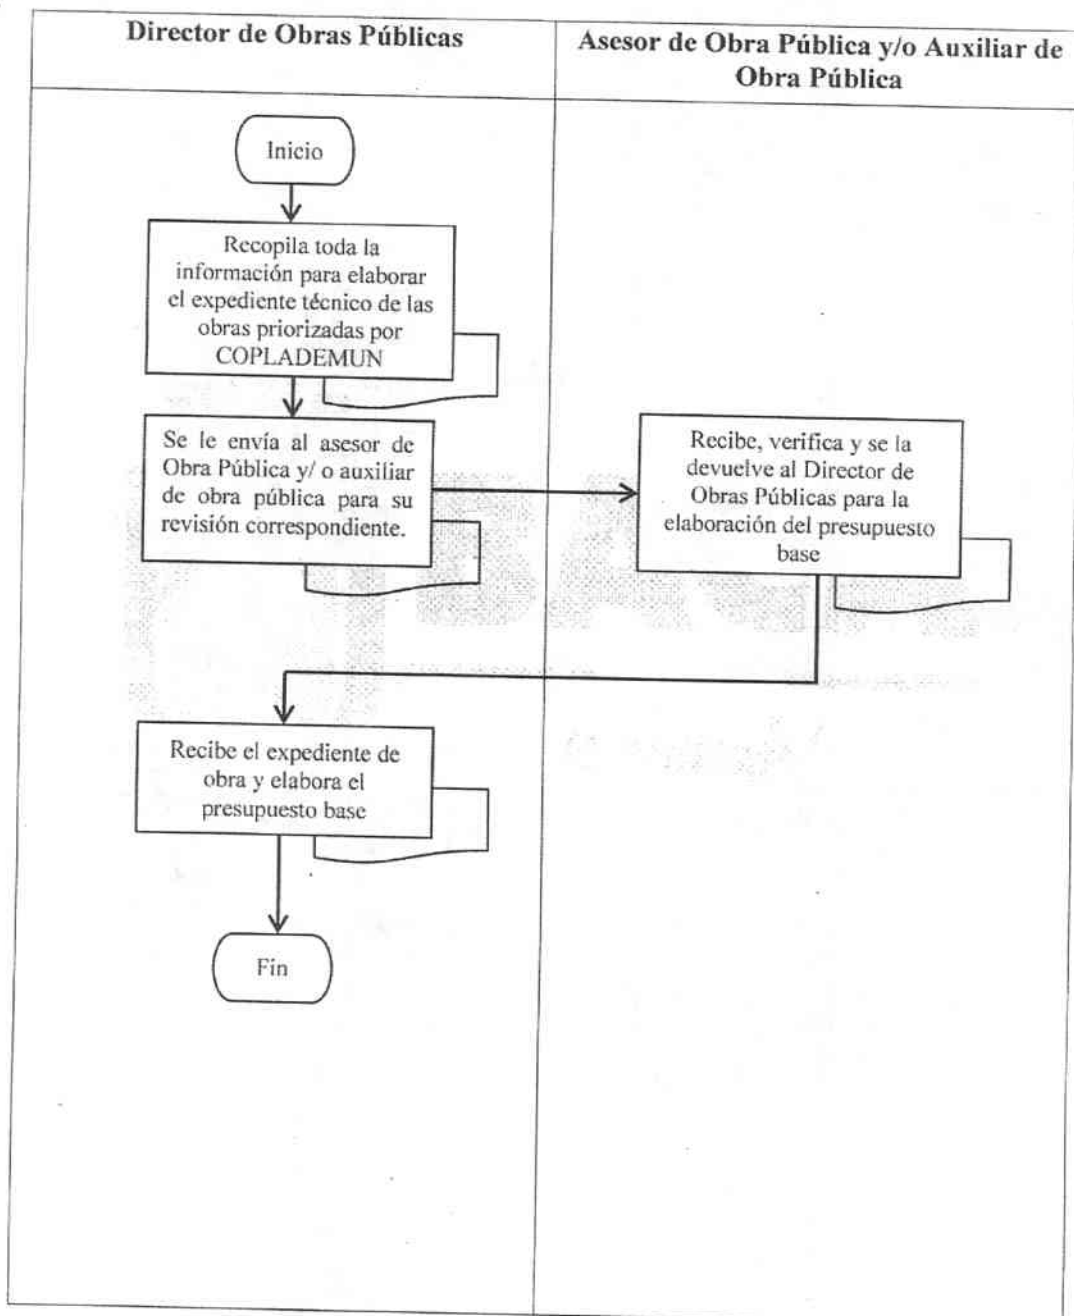 Director de Obras Públicas
Asesor de Obra Pública y/o Auxiliar de
Obra Pública
Inicio
Recopila toda la
información para elaborar
el expediente técnico de las
obras priorizadas por
COPLADEMUN
Se le envía al asesor de
Obra Pública y/ o auxiliar
de obra pública para su
revisión correspondiente.
Recibe, verifica y se la
devuelve al Director de
Obras Públicas para la
elaboración del presupuesto
base
Recibe el expediente de
obra y elabora el
presupuesto base
Fin